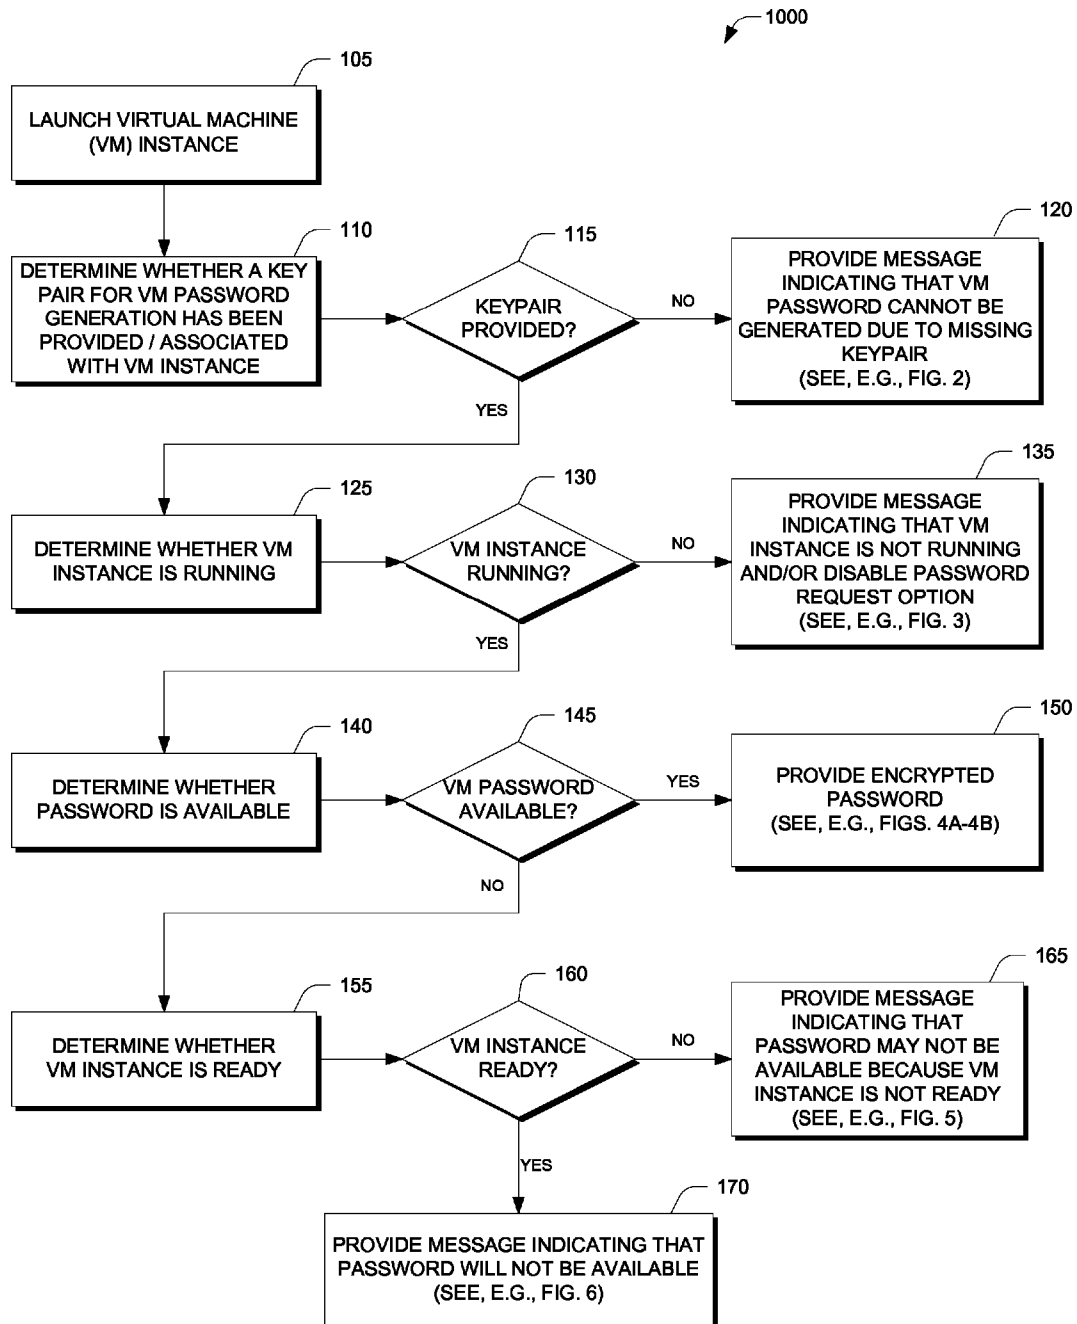 1000
105
LAUNCH VIRTUAL MACHINE
(VM) INSTANCE
110
DETERMINE WHETHER A KEY
PAIR FOR VM PASSWORD
GENERATION HAS BEEN
PROVIDED / ASSOCIATED
WITH VM INSTANCE
115
KEYPAIR
PROVIDED?
NO
YES
120
PROVIDE MESSAGE
INDICATING THAT VM
PASSWORD CANNOT BE
GENERATED DUE TO MISSING
KEYPAIR
(SEE, E.G., FIG. 2)
125
DETERMINE WHETHER VM
INSTANCE IS RUNNING
130
VM INSTANCE
RUNNING?
NO
YES
135
PROVIDE MESSAGE
INDICATING THAT VM
INSTANCE IS NOT RUNNING
AND/OR DISABLE PASSWORD
REQUEST OPTION
(SEE, E.G., FIG. 3)
140
DETERMINE WHETHER
PASSWORD IS AVAILABLE
145
VM PASSWORD
AVAILABLE?
YES
NO
150
PROVIDE ENCRYPTED
PASSWORD
(SEE, E.G., FIGS. 4A-4B)
155
DETERMINE WHETHER
VM INSTANCE IS READY
160
VM INSTANCE
READY?
NO
YES
165
PROVIDE MESSAGE
INDICATING THAT
PASSWORD MAY NOT BE
AVAILABLE BECAUSE VM
INSTANCE IS NOT READY
(SEE, E.G., FIG. 5)
170
PROVIDE MESSAGE INDICATING THAT
PASSWORD WILL NOT BE AVAILABLE
(SEE, E.G., FIG. 6)